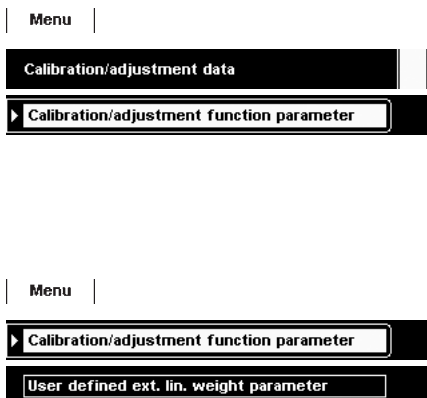 Menu
Calibration/adjustment data
Calibration/adjustment function parameter
Menu
Calibration/adjustment function parameter
User defined ext. lin. weight parameter